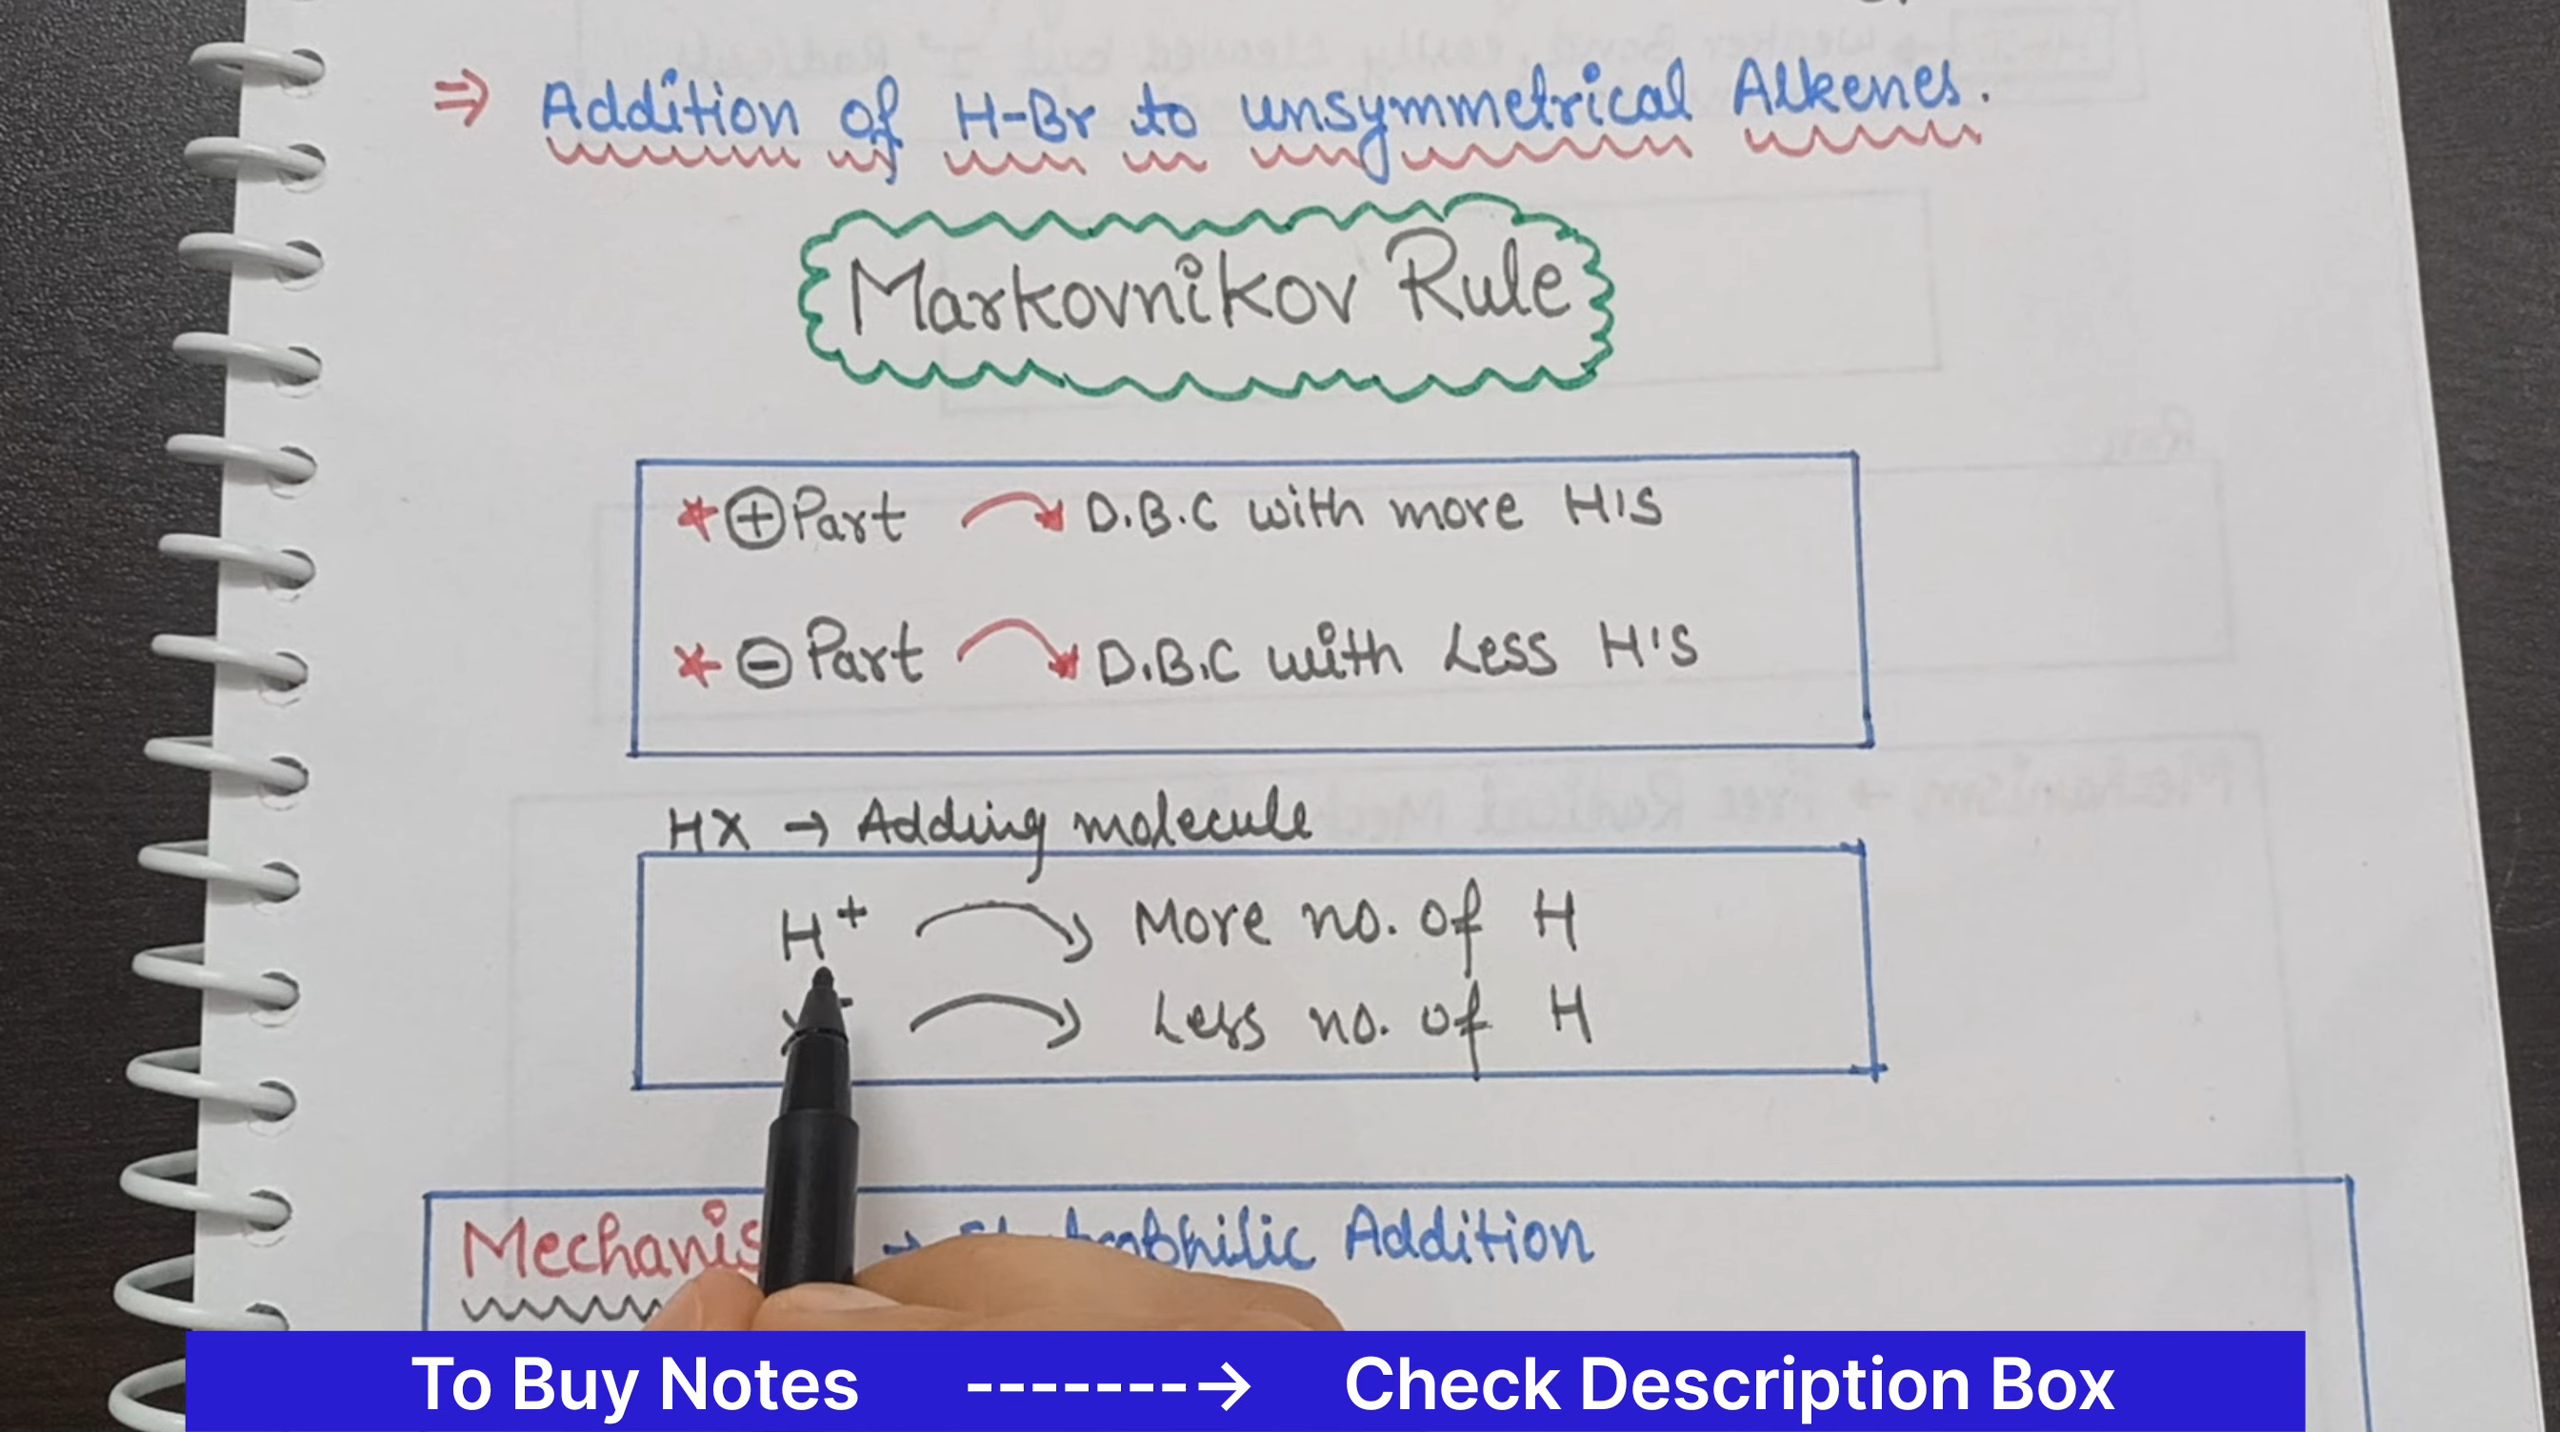 ⇒ Addition of H-Br to unsymmetrical Alkenes.
Markovnikov Rule
* ⊕ Part → D.B.C with more H's
* ⊖ Part → D.B.C with Less H's
HX → Adding molecule
H⁺ → More no. of H
→ Less no. of H
→ Addition
To Buy Notes -------→ Check Description Box